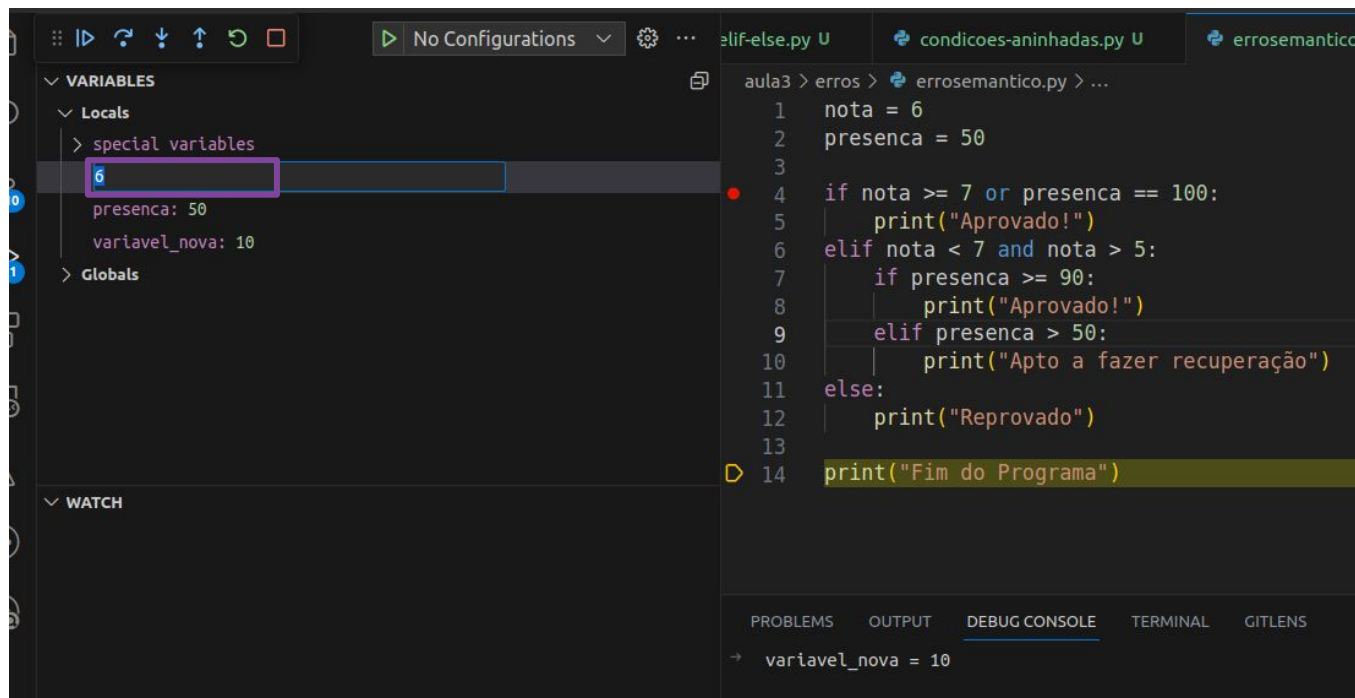 No Configurations
elif-else.py U
condicoes-aninhadas.py U
errosemantico
VARIABLES
Locals
special variables
6
presenca: 50
variavel_nova: 10
Globals
WATCH
aula3 > erros > errosemantico.py > ...
1 nota = 6
2 presenca = 50
3
4 if nota >= 7 or presenca == 100:
5 print("Aprovado!")
6 elif nota < 7 and nota > 5:
7 if presenca >= 90:
8 print("Aprovado!")
9 elif presenca > 50:
10 print("Apto a fazer recuperação")
11 else:
12 print("Reprovado")
13
14 print("Fim do Programa")
PROBLEMS OUTPUT DEBUG CONSOLE TERMINAL GITLENS
→ variavel_nova = 10